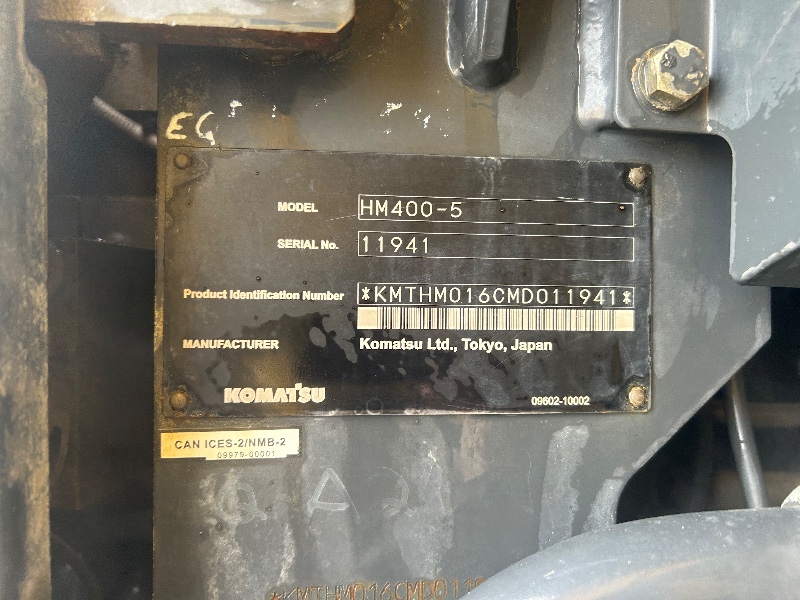 EG
MODEL HM400-5
SERIAL No. 11941
Product Identification Number *KMTHM016CMD011941*
MANUFACTURER Komatsu Ltd., Tokyo, Japan
KOMATSU 09602-10002
CAN ICES-2/NMB-2
09979-00001
*KMTHM016CMD011